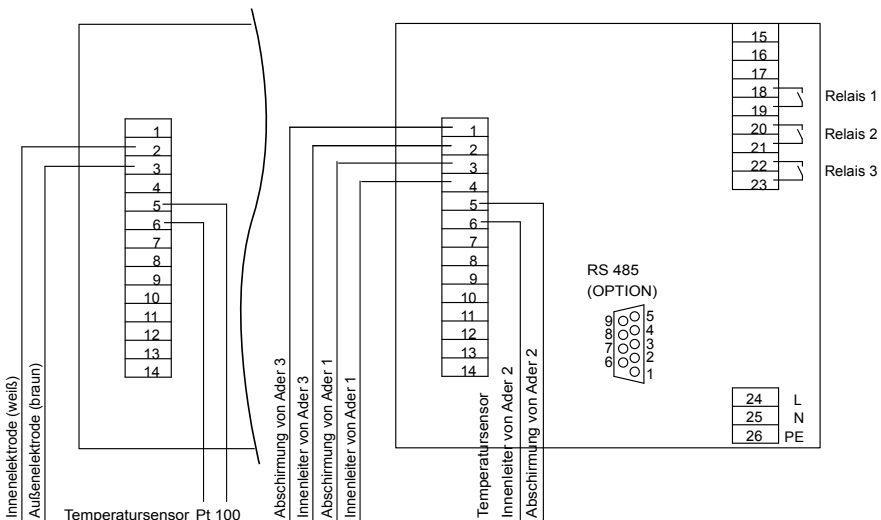 1
2
3
4
5
6
7
8
9
10
11
12
13
14
Innenelektrode (weiß)
Außenelektrode (braun)
Temperatursensor Pt 100
1
2
3
4
5
6
7
8
9
10
11
12
13
14
Abschirmung von Ader 3
Innenleiter von Ader 3
Abschirmung von Ader 1
Innenleiter von Ader 1
Temperatursensor
Innenleiter von Ader 2
Abschirmung von Ader 2
15
16
17
18
19
20
21
22
23
Relais 1
Relais 2
Relais 3
RS 485
(OPTION)
9
8
7
6
5
4
3
2
1
24 L
25 N
26 PE